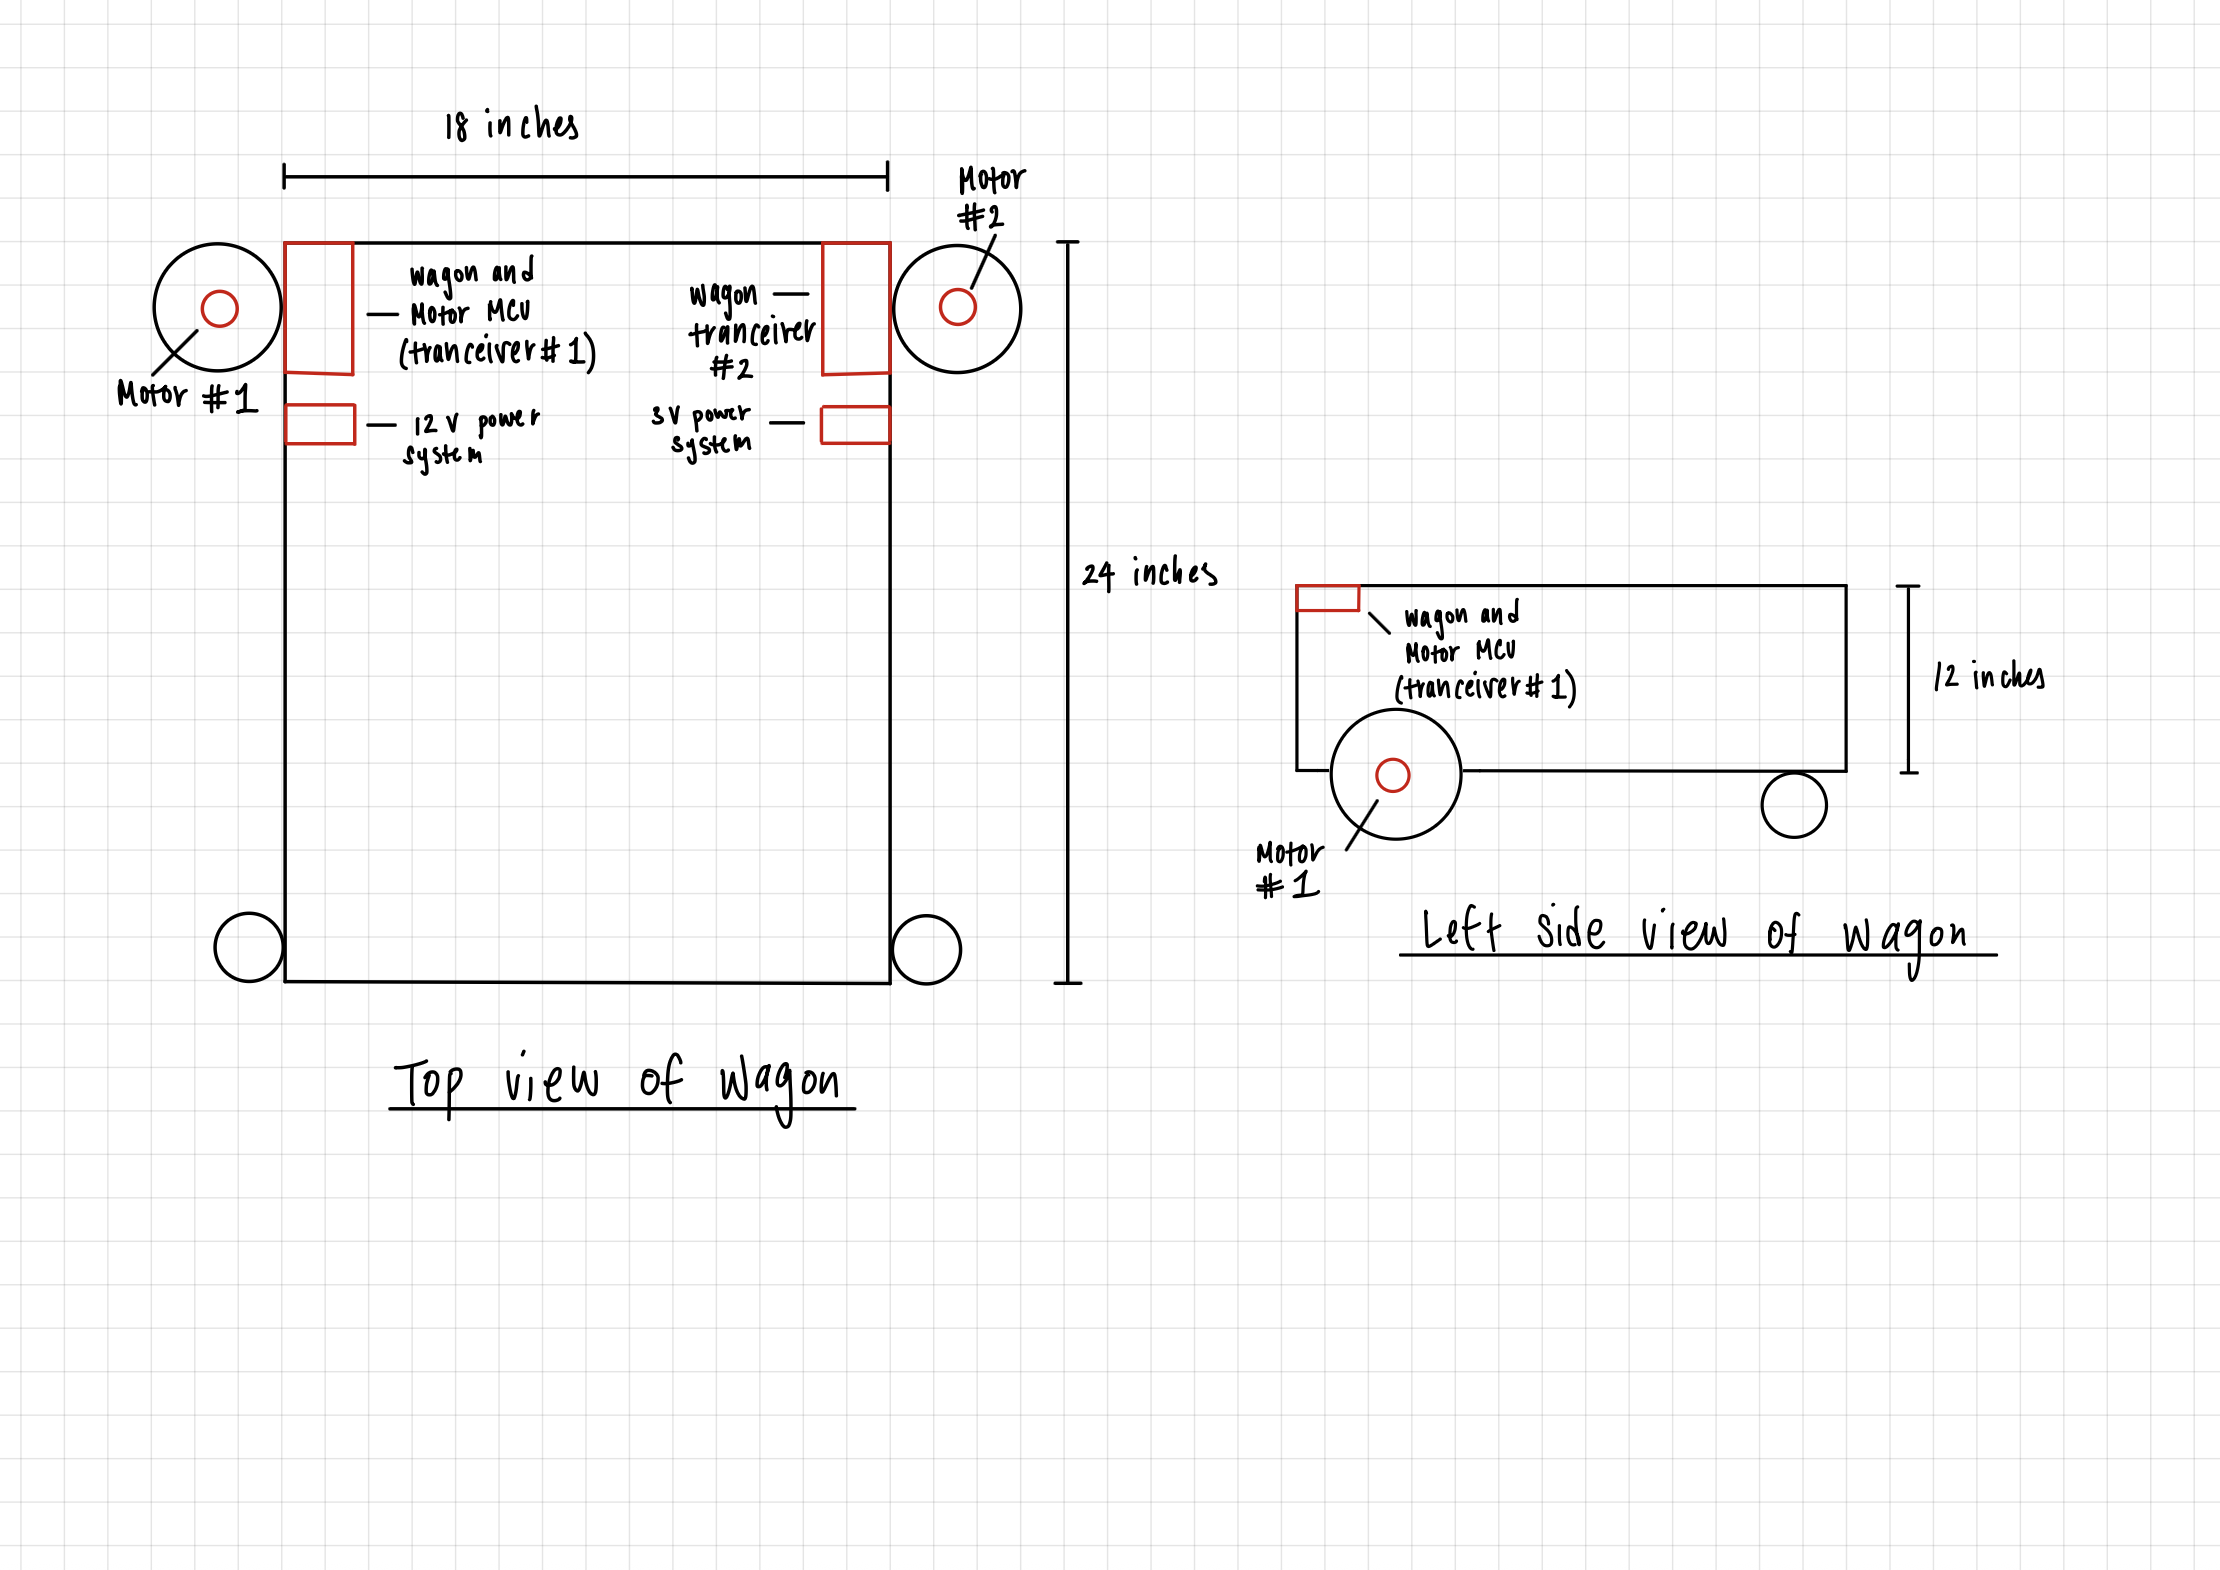 18 inches
Motor
#2
Wagon and
Motor MCU
(tranceiver #1)
Wagon
tranceiver
#2
Motor #1
12 V power
system
3V power
system
24 inches
Wagon and
Motor MCU
(tranceiver #1)
12 inches
Motor
#1
Left side view of wagon
Top view of Wagon